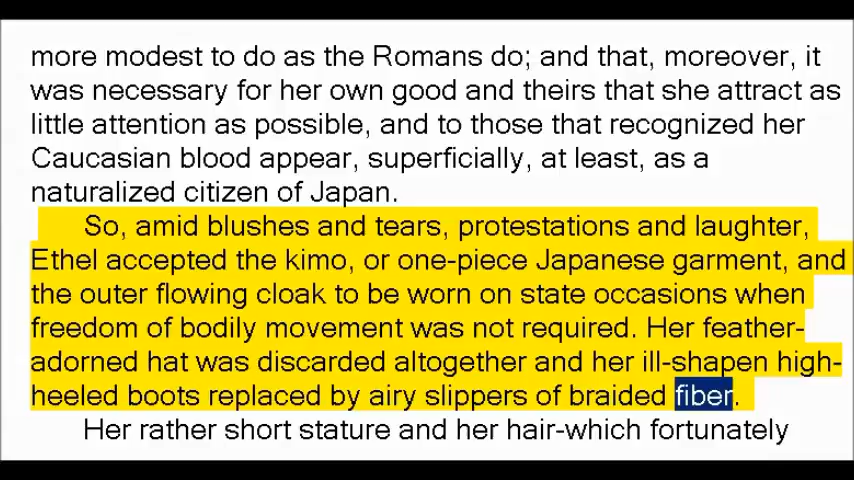 more modest to do as the Romans do; and that, moreover, it
was necessary for her own good and theirs that she attract as
little attention as possible, and to those that recognized her
Caucasian blood appear, superficially, at least, as a
naturalized citizen of Japan.
So, amid blushes and tears, protestations and laughter,
Ethel accepted the kimo, or one-piece Japanese garment, and
the outer flowing cloak to be worn on state occasions when
freedom of bodily movement was not required. Her feather-
adorned hat was discarded altogether and her ill-shapen high-
heeled boots replaced by airy slippers of braided fiber.
Her rather short stature and her hair-which fortunately